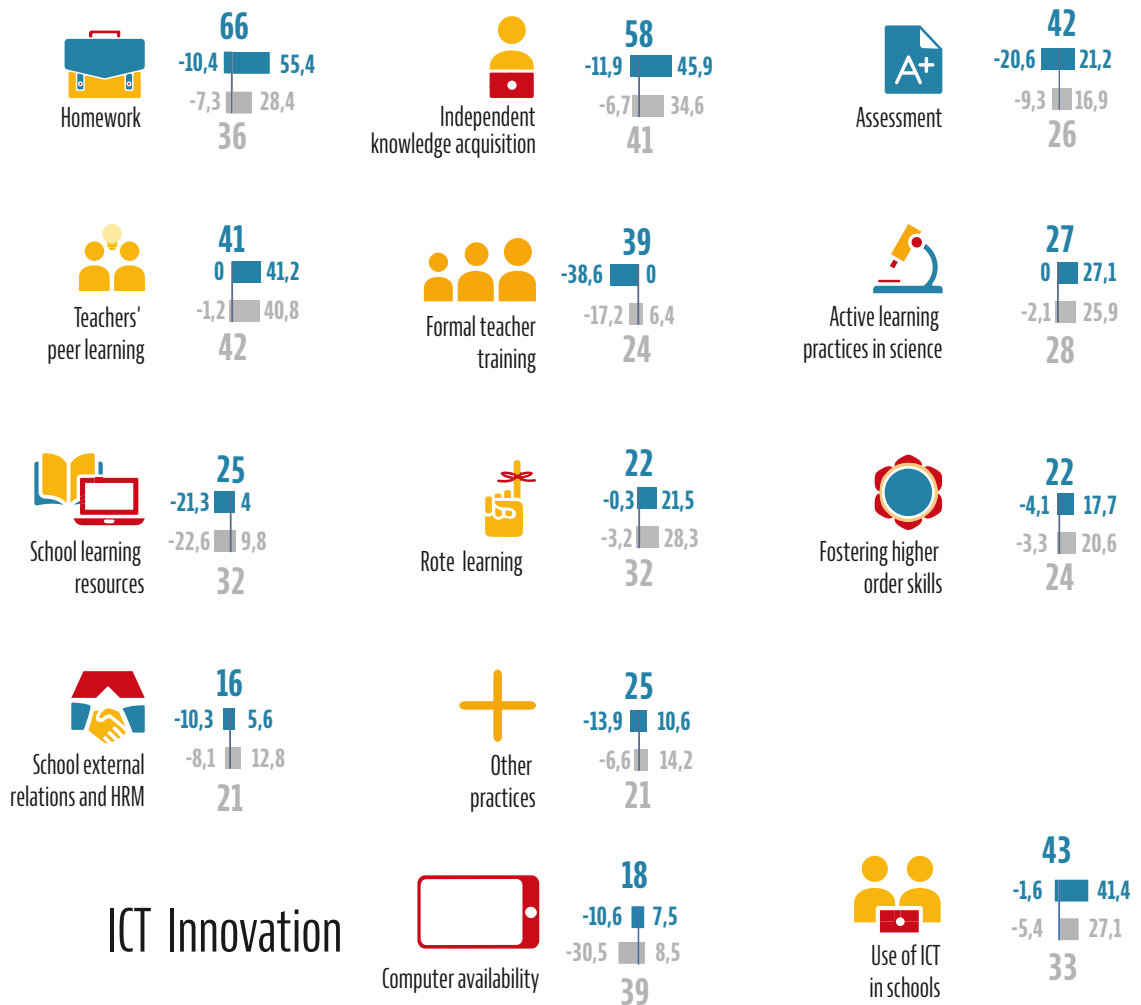 66
-10,4 55,4
-7,3 28,4
36
Homework
58
-11,9 45,9
-6,7 34,6
41
Independent
knowledge acquisition
42
-20,6 21,2
-9,3 16,9
26
A+
Assessment
41
0 41,2
-1,2 40,8
42
Teachers'
peer learning
39
-38,6 0
-17,2 6,4
24
Formal teacher
training
27
0 27,1
-2,1 25,9
28
Active learning
practices in science
25
-21,3 4
-22,6 9,8
32
School learning
resources
22
-0,3 21,5
-3,2 28,3
32
Rote learning
22
-4,1 17,7
-3,3 20,6
24
Fostering higher
order skills
16
-10,3 5,6
-8,1 12,8
21
School external
relations and HRM
25
-13,9 10,6
-6,6 14,2
21
Other
practices
ICT Innovation
18
-10,6 7,5
-30,5 8,5
39
Computer availability
43
-1,6 41,4
-5,4 27,1
33
Use of ICT
in schools